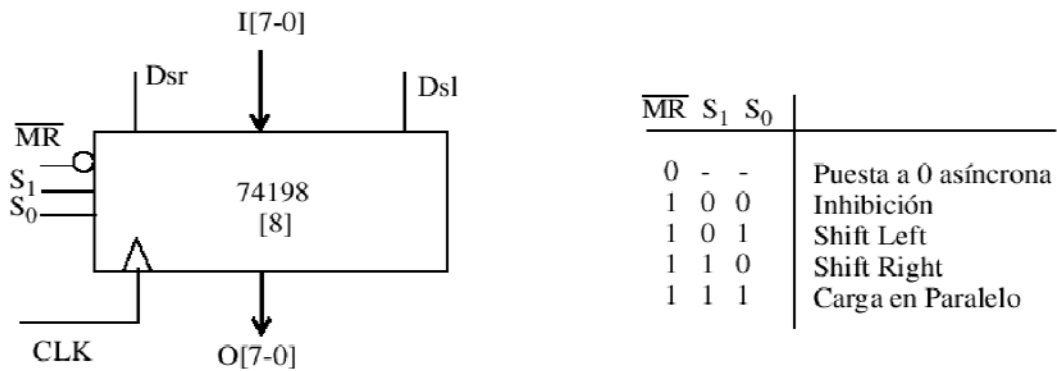 I[7-0]
Dsr
Dsl
MR
S1
S0
74198
[8]
CLK
O[7-0]
MR S1 S0
0 - - Puesta a 0 asíncrona
1 0 0 Inhibición
1 0 1 Shift Left
1 1 0 Shift Right
1 1 1 Carga en Paralelo